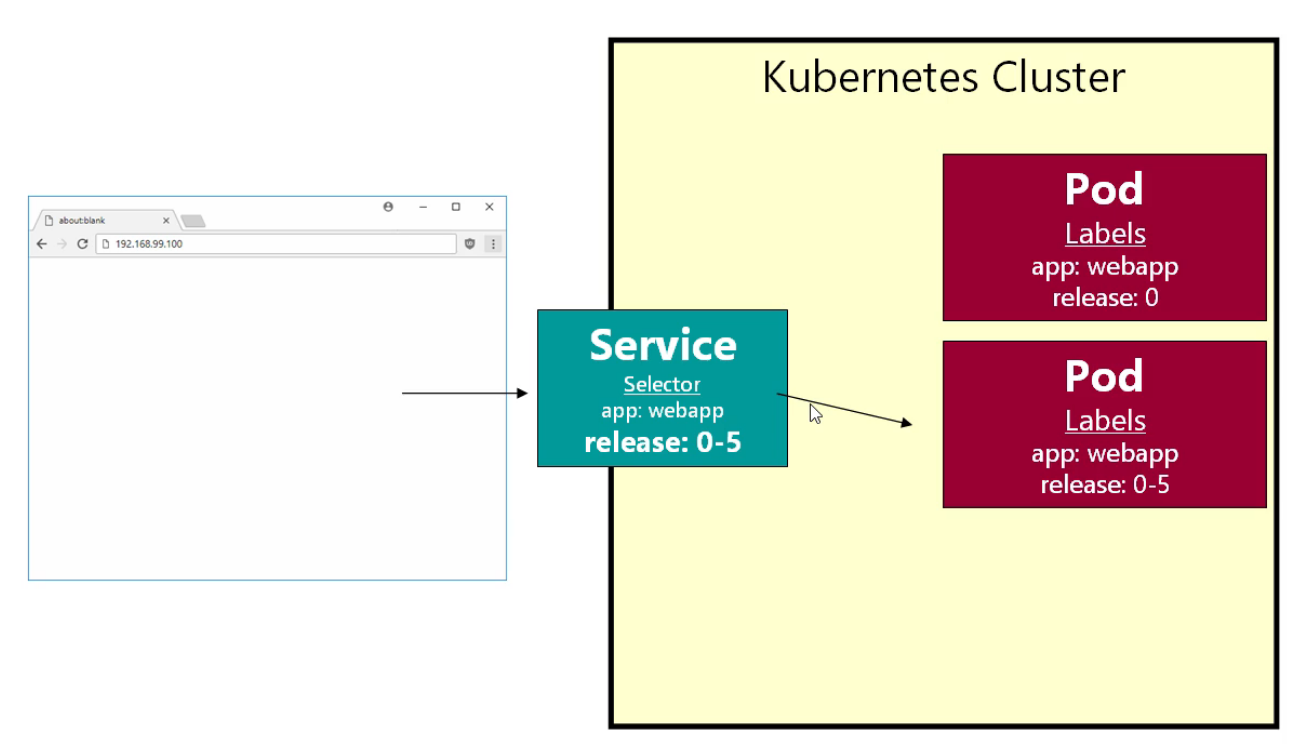 Kubernetes Cluster
about:blank
192.168.99.100
Service
Selector
app: webapp
release: 0-5
Pod
Labels
app: webapp
release: 0
Pod
Labels
app: webapp
release: 0-5